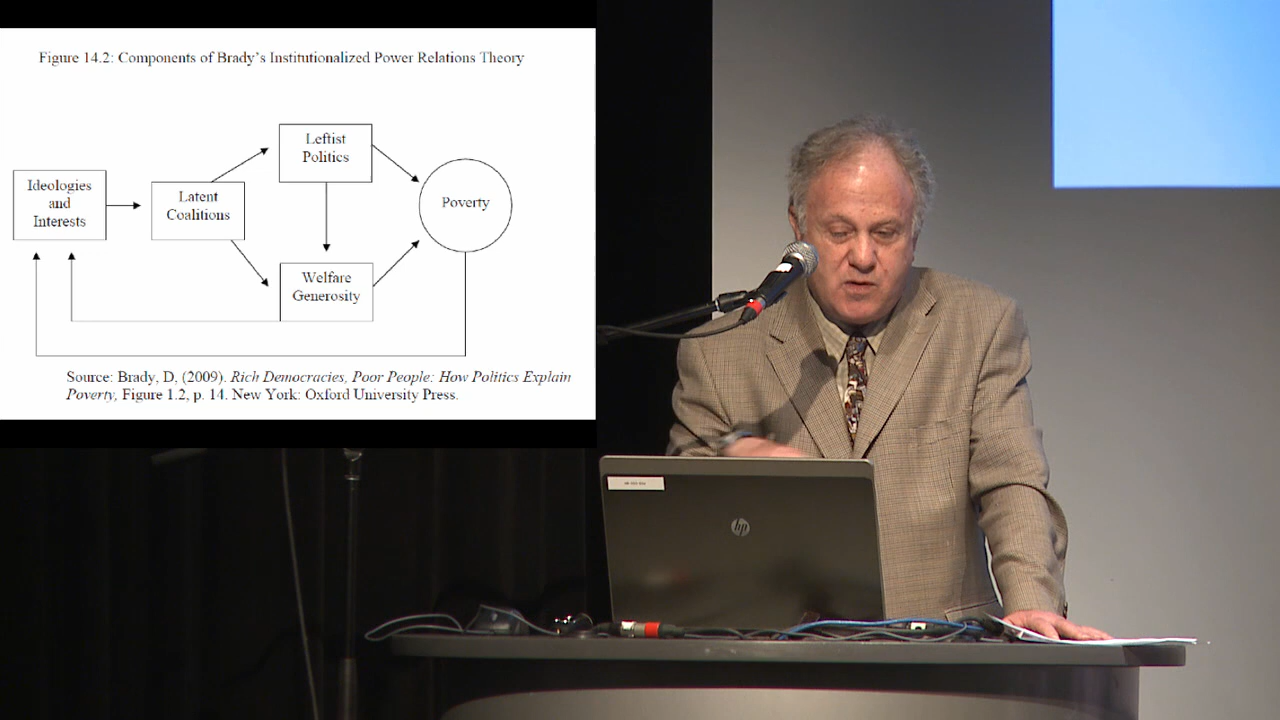 Figure 14.2: Components of Brady's Institutionalized Power Relations Theory
Leftist
Politics
Ideologies
and
Interests
Latent
Coalitions
Poverty
Welfare
Generosity
Source: Brady, D, (2009). Rich Democracies, Poor People: How Politics Explain
Poverty, Figure 1.2, p. 14. New York: Oxford University Press.
hp